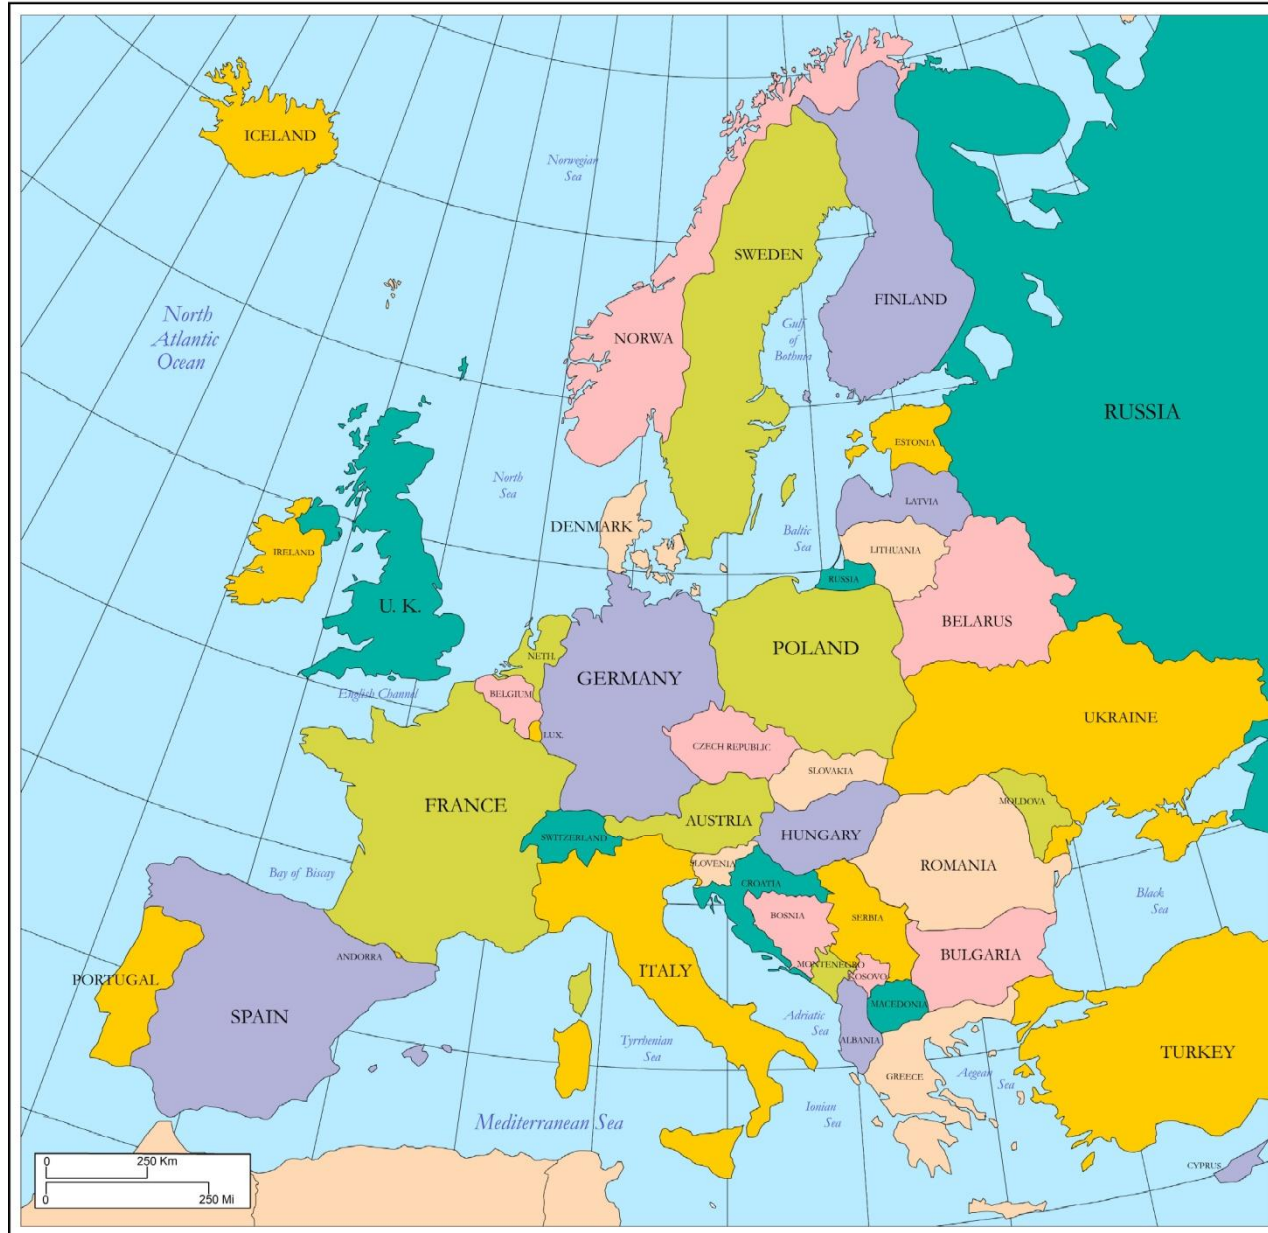 ICELAND
Norwegian
Sea
SWEDEN
FINLAND
North
Atlantic
Ocean
NORWA
Gulf
of
Bothnia
RUSSIA
ESTONIA
North
Sea
LATVIA
DENMARK
Baltic
Sea
LITHUANIA
IRELAND
RUSSIA
U. K.
BELARUS
POLAND
NETH.
GERMANY
English Channel
BELGIUM
UKRAINE
LUX.
CZECH REPUBLIC
SLOVAKIA
FRANCE
MOLDOVA
AUSTRIA
SWITZERLAND
HUNGARY
SLOVENIA
ROMANIA
Bay of Biscay
CROATIA
Black
Sea
BOSNIA
SERBIA
ANDORRA
BULGARIA
MONTENEGRO
ITALY
KOSOVO
PORTUGAL
MACEDONIA
SPAIN
Adriatic
Sea
Tyrrhenian
Sea
ALBANIA
TURKEY
GREECE
Aegean
Sea
Ionian
Sea
Mediterranean Sea
CYPRUS
0 250 Km
0 250 Mi